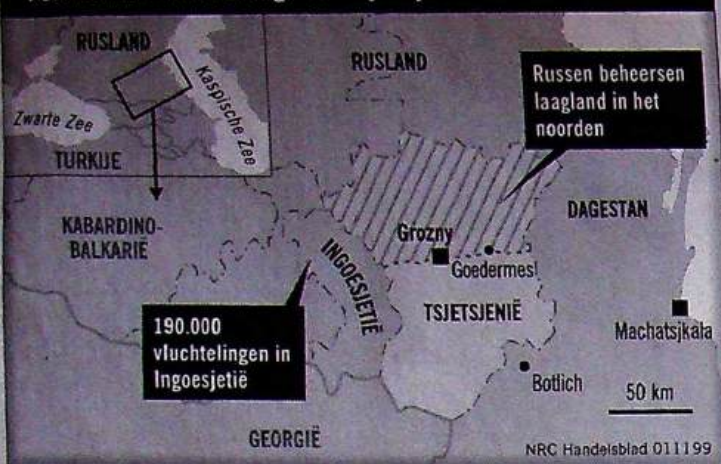 RUSLAND
Zwarte Zee
Kaspische Zee
TURKIJE
RUSLAND
Russen beheersen
laagland in het
noorden
KABARDINO-
BALKARIË
INGOESJETIË
Grozny
Goedermes
DAGESTAN
TSJETSJENIË
190.000
vluchtelingen in
Ingoesjetië
Machatsjkala
Botlich
50 km
GEORGIË
NRC Handelsblad 011199